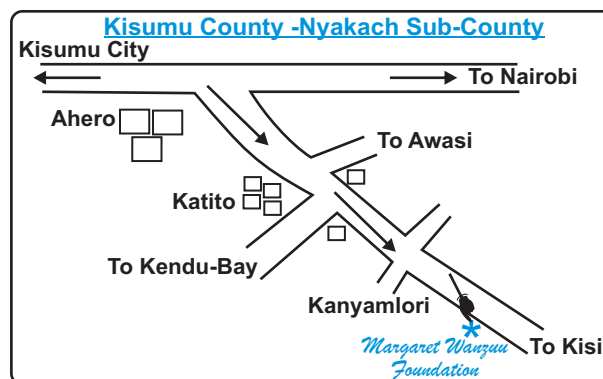 Kisumu County -Nyakach Sub-County
Kisumu City
To Nairobi
Ahero
To Awasi
Katito
To Kendu-Bay
Kanyamlori
Margaret Wanzuu
Foundation
To Kisi